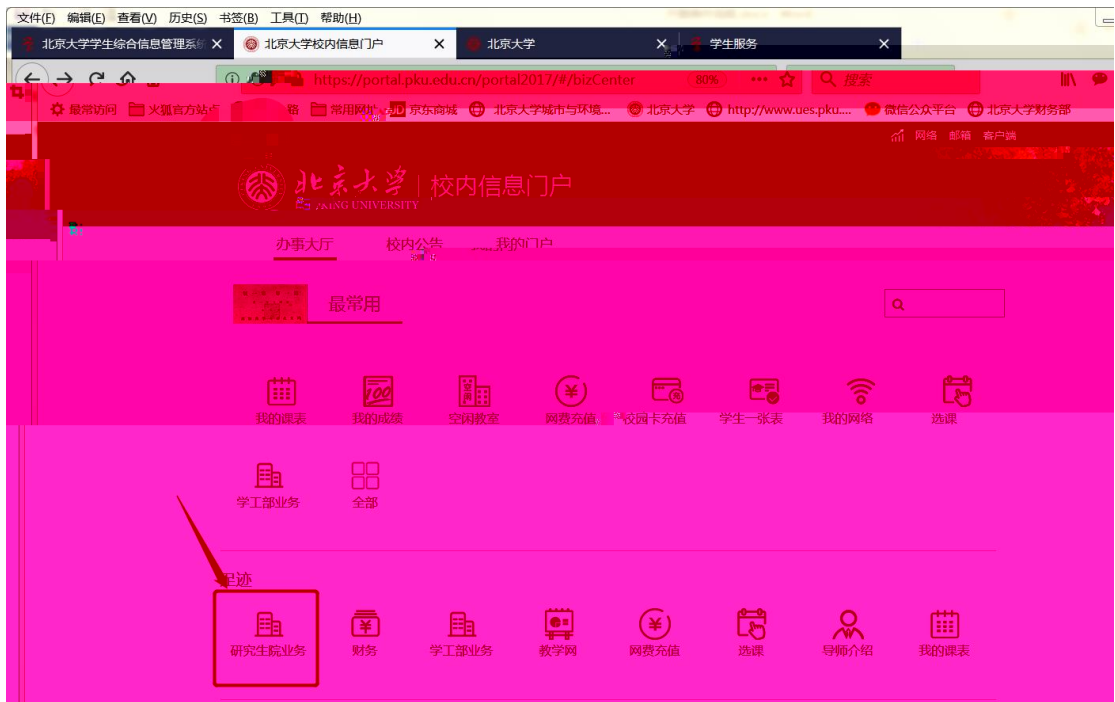 文件(F) 编辑(E) 查看(V) 历史(S) 书签(B) 工具(T) 帮助(H)
北京大学学生综合信息管理系统 北京大学校内信息门户 北京大学 学生服务
https://portal.pku.edu.cn/portal2017/#/bizCenter 80% 搜索
最常访问 火狐官方站点 常用网址 JD 京东商城 北京大学城市与环境... 北京大学 http://www.ues.pku.... 微信公众平台 北京大学财务部
网络 邮箱 客户端
北京大学 校内信息门户
PEKING UNIVERSITY
办事大厅 校内公告 我的门户
最常用
我的课表 我的成绩 空闲教室 网费充值 校园卡充值 学生一张表 我的网络 选课
学工部业务 全部
足迹
研究生院业务 财务 学工部业务 教学网 网费充值 选课 导师介绍 我的课表